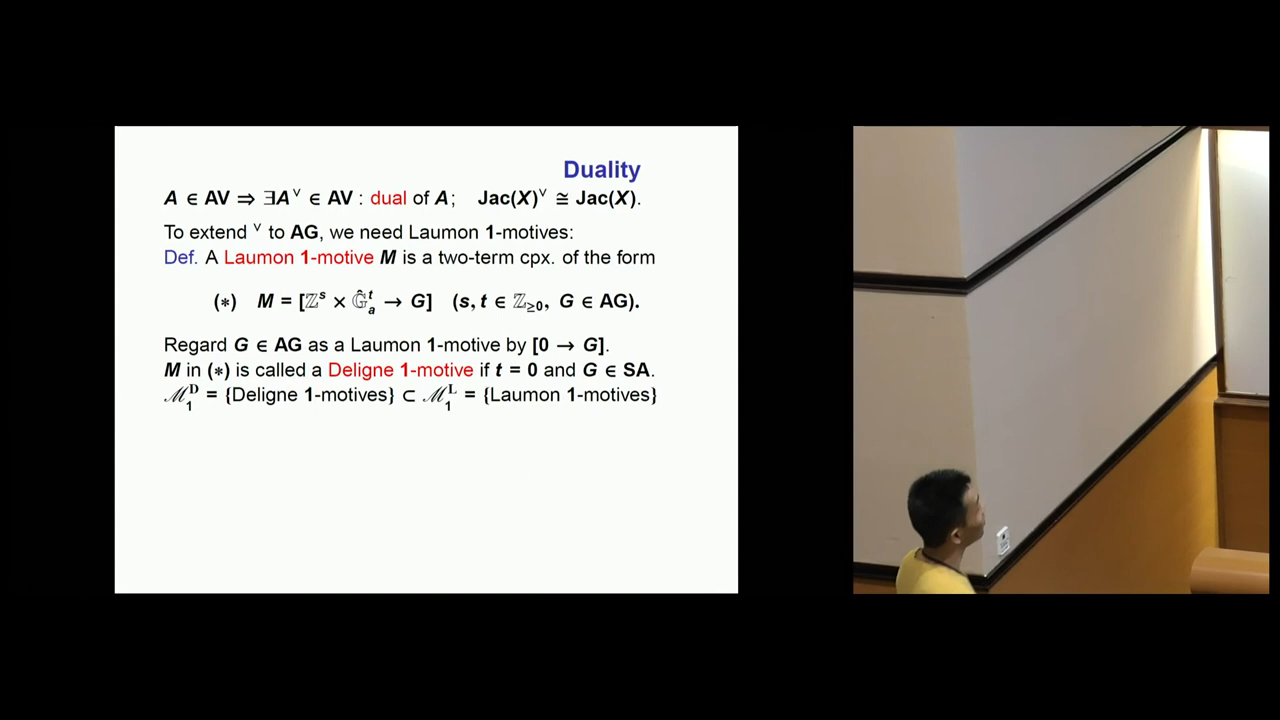 Duality
A ∈ AV ⇒ ∃A^∨ ∈ AV : dual of A; Jac(X)^∨ ≅ Jac(X).
To extend ^∨ to AG, we need Laumon 1-motives:
Def. A Laumon 1-motive M is a two-term cpx. of the form
(∗) M = [ℤ^s × Ĝ_a^t → G] (s, t ∈ ℤ_≥0, G ∈ AG).
Regard G ∈ AG as a Laumon 1-motive by [0 → G].
M in (∗) is called a Deligne 1-motive if t = 0 and G ∈ SA.
ℳ_1^D = {Deligne 1-motives} ⊂ ℳ_1^L = {Laumon 1-motives}